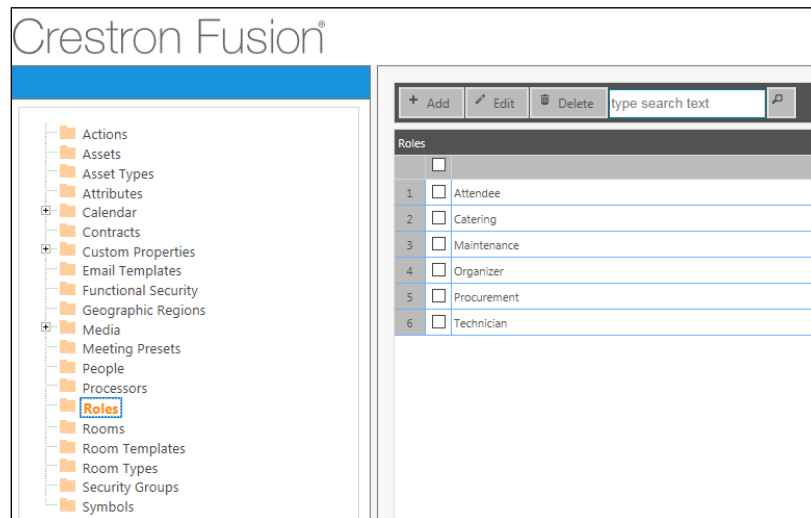 Crestron Fusion®
Actions
Assets
Asset Types
Attributes
Calendar
Contracts
Custom Properties
Email Templates
Functional Security
Geographic Regions
Media
Meeting Presets
People
Processors
Roles
Rooms
Room Templates
Room Types
Security Groups
Symbols
+ Add Edit Delete type search text
Roles
1 Attendee
2 Catering
3 Maintenance
4 Organizer
5 Procurement
6 Technician